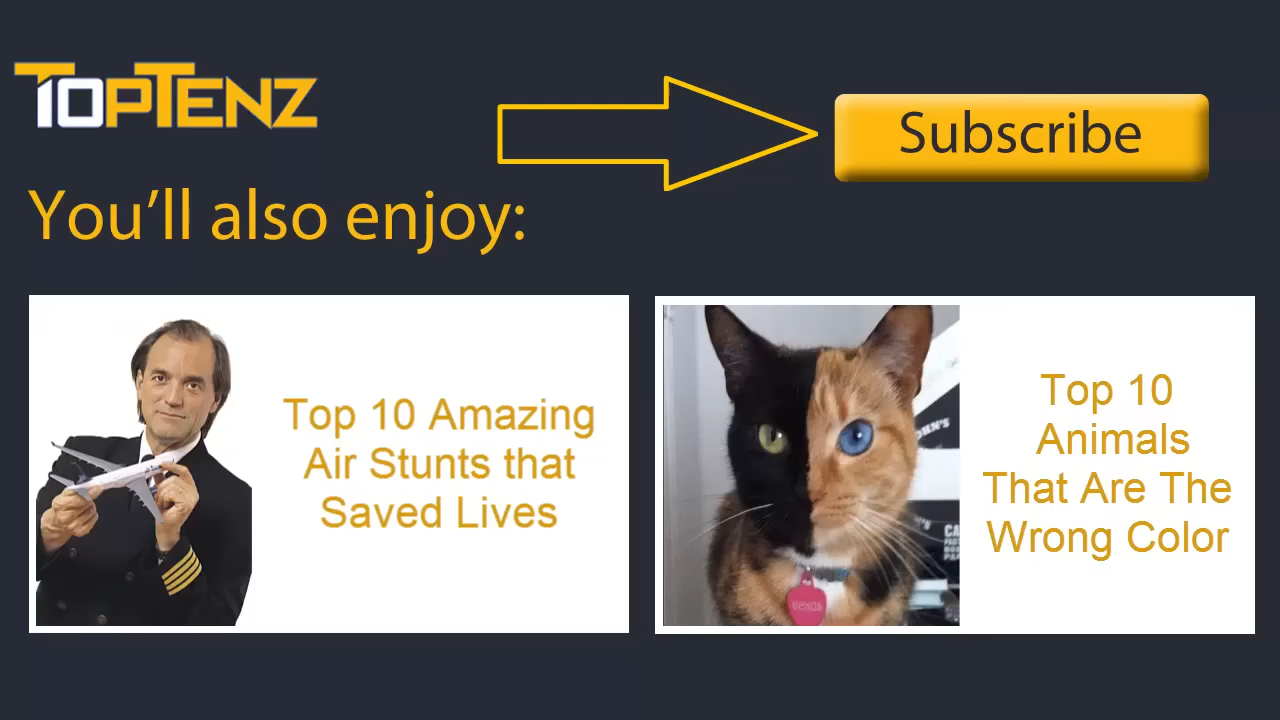 TopTenz
Subscribe
You'll also enjoy:
Top 10 Amazing
Air Stunts that
Saved Lives
Top 10
Animals
That Are The
Wrong Color
VENUS